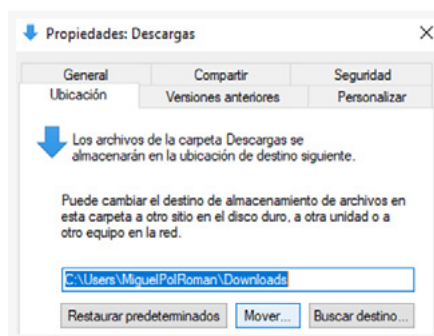 Propiedades: Descargas
General Compartir Seguridad
Ubicación Versiones anteriores Personalizar
Los archivos de la carpeta Descargas se
almacenarán en la ubicación de destino siguiente.
Puede cambiar el destino de almacenamiento de archivos en
esta carpeta a otro sitio en el disco duro, a otra unidad o a
otro equipo en la red.
C:\Users\MiguelPolRoman\Downloads
Restaurar predeterminados Mover... Buscar destino...